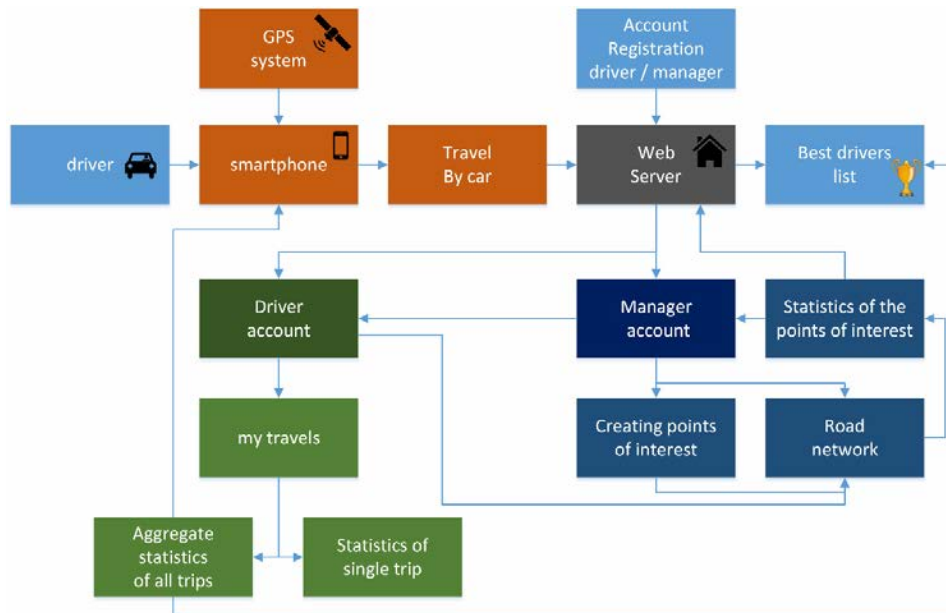 GPS
system
Account
Registration
driver / manager
driver
smartphone
Travel
By car
Web
Server
Best drivers
list
Driver
account
Manager
account
Statistics of the
points of interest
my travels
Creating points
of interest
Road
network
Aggregate
statistics
of all trips
Statistics of
single trip